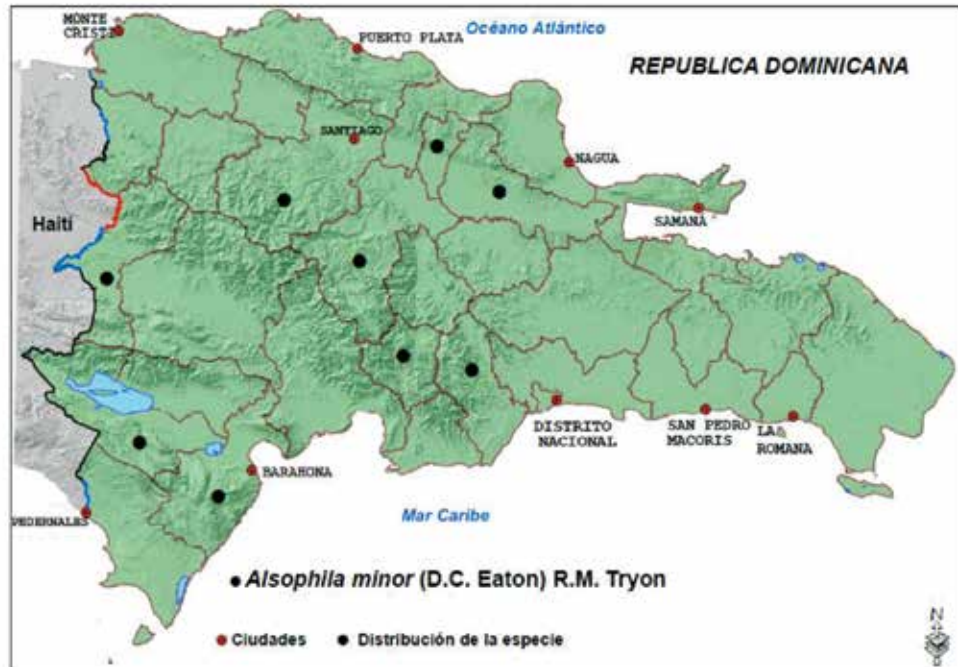 MONTE
CRISTI
PUERTO PLATA
Océano Atlántico
REPUBLICA DOMINICANA
SANTIAGO
NAGUA
SAMANA
Haití
DISTRITO
NACIONAL
SAN PEDRO
MACORIS
LA
ROMANA
BARAHONA
PEDERNALES
Mar Caribe
Alsophila minor (D.C. Eaton) R.M. Tryon
Ciudades
Distribución de la especie
N